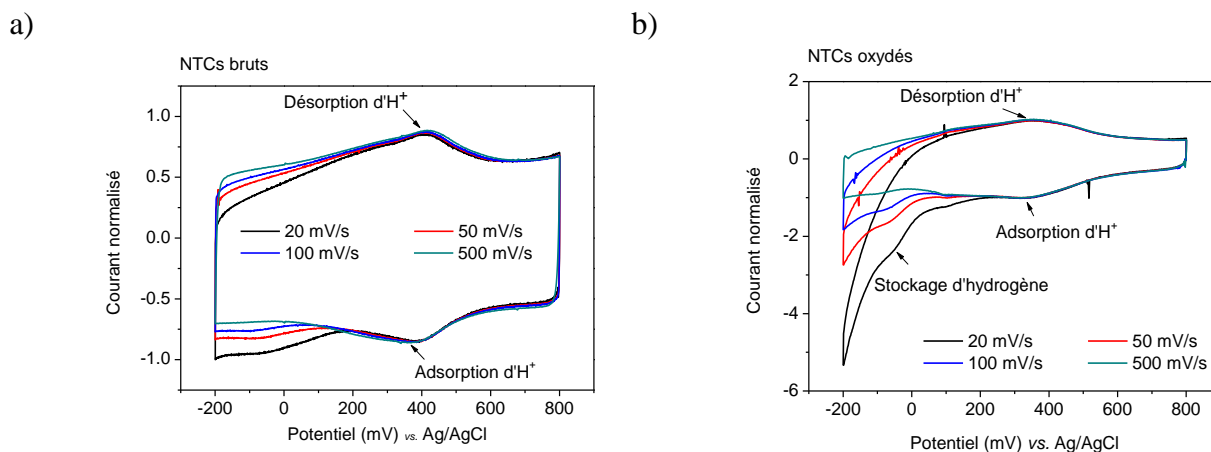 a)
NTCs bruts
Désorption d'H+
1.0
0.5
0.0
-0.5
-1.0
Courant normalisé
20 mV/s
50 mV/s
100 mV/s
500 mV/s
Adsorption d'H+
-200 0 200 400 600 800
Potentiel (mV) vs. Ag/AgCl
b)
NTCs oxydés
Désorption d'H+
2
0
-2
-4
-6
Courant normalisé
Adsorption d'H+
Stockage d'hydrogène
20 mV/s
50 mV/s
100 mV/s
500 mV/s
-200 0 200 400 600 800
Potentiel (mV) vs. Ag/AgCl